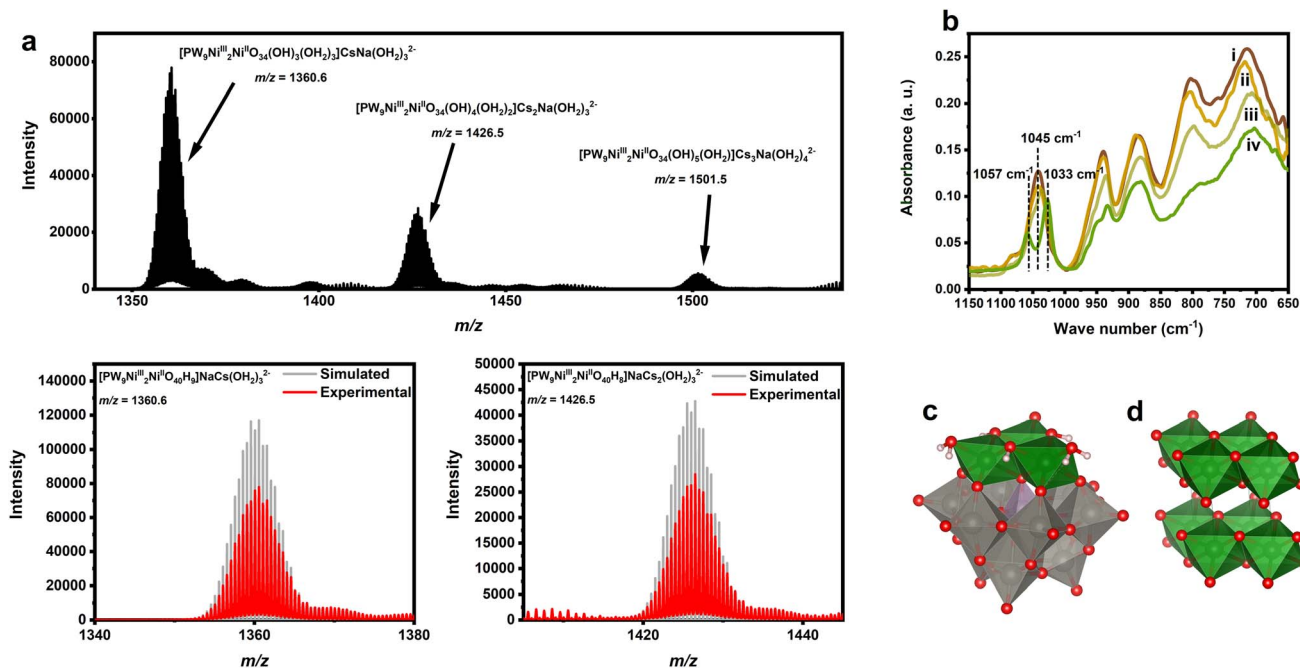 a
[PW₉Niᴵᴵᴵ₂NiᴵᴵO₃₄(OH)₃(OH₂)₃]CsNa(OH₂)₃²⁻
m/z = 1360.6
[PW₉Niᴵᴵᴵ₂NiᴵᴵO₃₄(OH)₄(OH₂)₂]Cs₂Na(OH₂)₃²⁻
m/z = 1426.5
[PW₉Niᴵᴵᴵ₂NiᴵᴵO₃₄(OH)₅(OH₂)]Cs₃Na(OH₂)₄²⁻
m/z = 1501.5
Intensity
80000
60000
40000
20000
0
1350 1400 1450 1500
m/z
b
Absorbance (a. u.)
0.25
0.20
0.15
0.10
0.05
0.00
i
ii
iii
iv
1045 cm⁻¹
1057 cm⁻¹
1033 cm⁻¹
1150 1100 1050 1000 950 900 850 800 750 700 650
Wave number (cm⁻¹)
[PW₉Niᴵᴵᴵ₂NiᴵᴵO₄₀H₉]NaCs(OH₂)₃²⁻
m/z = 1360.6
Simulated
Experimental
Intensity
140000
120000
100000
80000
60000
40000
20000
0
1340 1360 1380
m/z
[PW₉Niᴵᴵᴵ₂NiᴵᴵO₄₀H₈]NaCs₂(OH₂)₃²⁻
m/z = 1426.5
Simulated
Experimental
Intensity
50000
45000
40000
35000
30000
25000
20000
15000
10000
5000
0
1420 1440
m/z
c
d